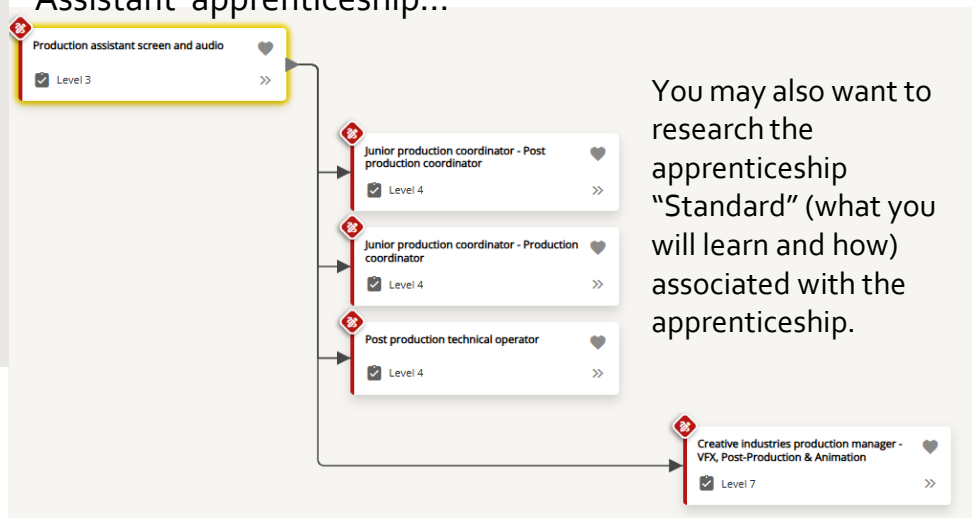 Assistant' apprenticeship...
Production assistant screen and audio
Level 3
You may also want to
research the
apprenticeship
"Standard" (what you
will learn and how)
associated with the
apprenticeship.
Junior production coordinator - Post
production coordinator
Level 4
Junior production coordinator - Production
coordinator
Level 4
Post production technical operator
Level 4
Creative industries production manager -
VFX, Post-Production & Animation
Level 7